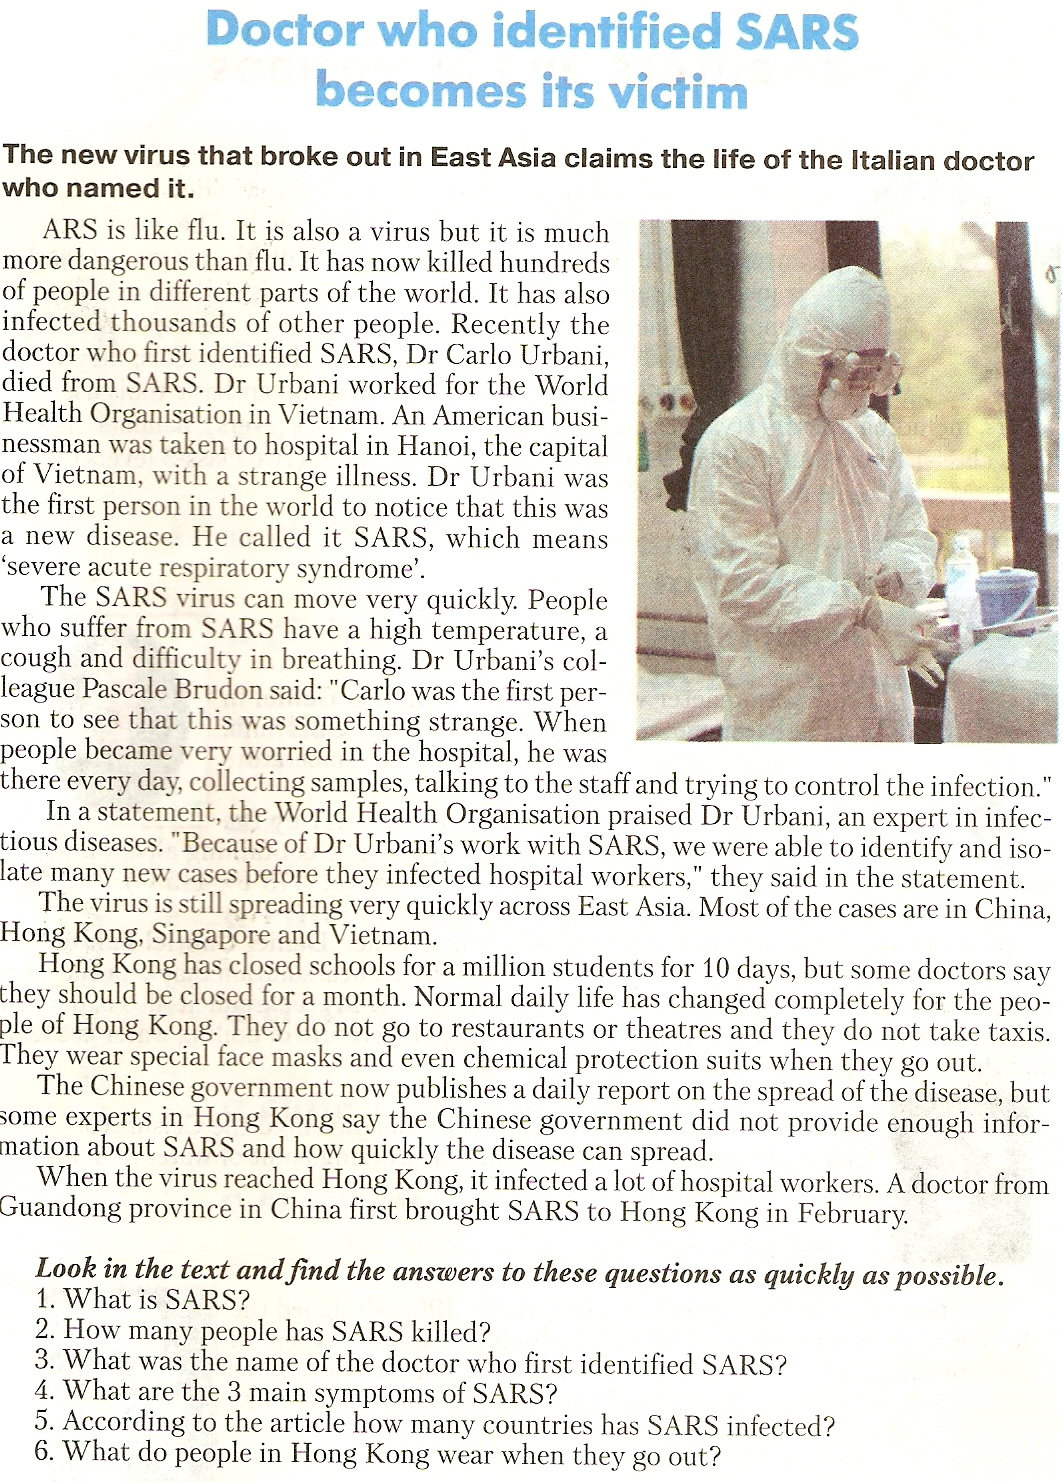 Doctor who identified SARS
becomes its victim
The new virus that broke out in East Asia claims the life of the Italian doctor
who named it.
ARS is like flu. It is also a virus but it is much
more dangerous than flu. It has now killed hundreds
of people in different parts of the world. It has also
infected thousands of other people. Recently the
doctor who first identified SARS, Dr Carlo Urbani,
died from SARS. Dr Urbani worked for the World
Health Organisation in Vietnam. An American busi-
nessman was taken to hospital in Hanoi, the capital
of Vietnam, with a strange illness. Dr Urbani was
the first person in the world to notice that this was
a new disease. He called it SARS, which means
‘severe acute respiratory syndrome’.
The SARS virus can move very quickly. People
who suffer from SARS have a high temperature, a
cough and difficulty in breathing. Dr Urbani’s col-
league Pascale Brudon said: "Carlo was the first per-
son to see that this was something strange. When
people became very worried in the hospital, he was
there every day, collecting samples, talking to the staff and trying to control the infection."
In a statement, the World Health Organisation praised Dr Urbani, an expert in infec-
tious diseases. "Because of Dr Urbani’s work with SARS, we were able to identify and iso-
late many new cases before they infected hospital workers," they said in the statement.
The virus is still spreading very quickly across East Asia. Most of the cases are in China,
Hong Kong, Singapore and Vietnam.
Hong Kong has closed schools for a million students for 10 days, but some doctors say
they should be closed for a month. Normal daily life has changed completely for the peo-
ple of Hong Kong. They do not go to restaurants or theatres and they do not take taxis.
They wear special face masks and even chemical protection suits when they go out.
The Chinese government now publishes a daily report on the spread of the disease, but
some experts in Hong Kong say the Chinese government did not provide enough infor-
mation about SARS and how quickly the disease can spread.
When the virus reached Hong Kong, it infected a lot of hospital workers. A doctor from
Guandong province in China first brought SARS to Hong Kong in February.
Look in the text and find the answers to these questions as quickly as possible.
1. What is SARS?
2. How many people has SARS killed?
3. What was the name of the doctor who first identified SARS?
4. What are the 3 main symptoms of SARS?
5. According to the article how many countries has SARS infected?
6. What do people in Hong Kong wear when they go out?